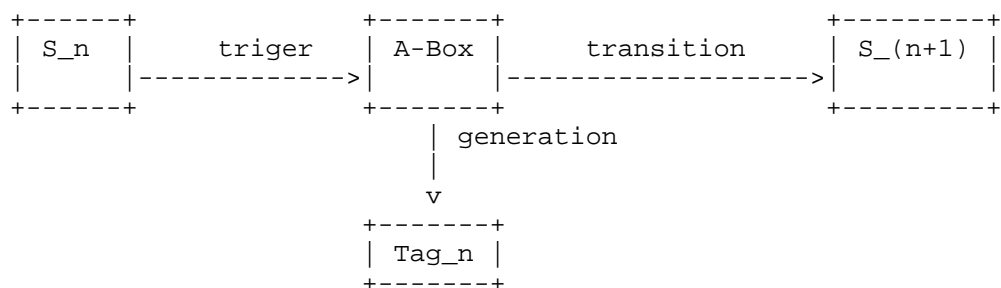 S_n triger A-Box transition S_(n+1)
generation
Tag_n